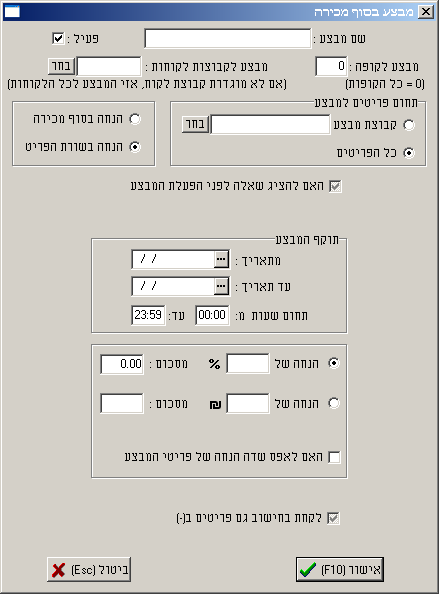 מבצע בסוף מכירה
שם מבצע : פעיל :
מבצע לקופה : 0 מבצע לקבוצות לקוחות : בחר
(0 = כל הקופות) (אם לא מוגדרת קבוצת לקוח, אזי המבצע לכל הלקוחות)
תחום פריטים למבצע
קבוצת מבצע בחר
כל הפריטים
הנחה בסוף מכירה
הנחה בשורת הפריט
האם להציג שאלה לפני הפעלת המבצע
תוקף המבצע
מתאריך : / / ...
עד תאריך : / / ...
תחום שעות מ: 00:00 עד: 23:59
הנחה של % מסכום : 0.00
הנחה של ₪ מסכום :
האם לאפס שדה הנחה של פריטי המבצע
לקחת בחישוב גם פריטים ב(-)
אישור (F10) ביטול (Esc)